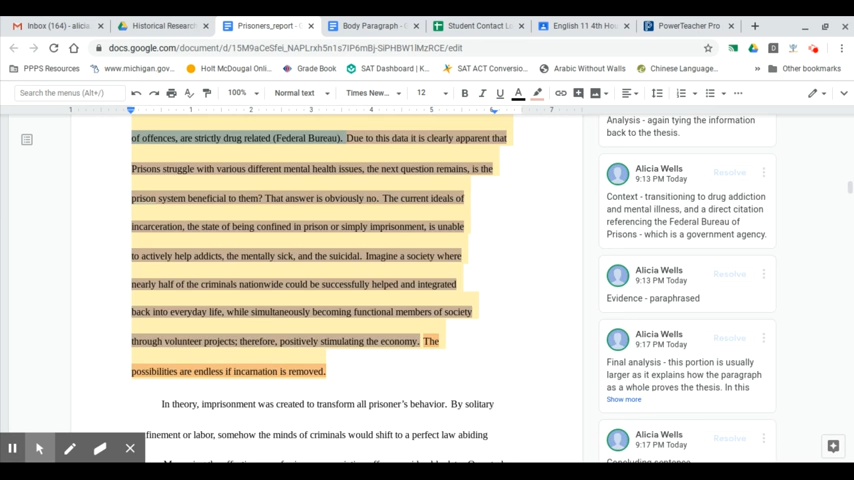 Inbox (164) - alicia
Historical Resear
Prisoners_report - G
Body Paragraph - G
Student Contact Lo
English 11 4th Hos
PowerTeacher Pro
docs.google.com/document/d/15M9aCeSfei_NAPLrxh5n1s7IP6mBj-SiPHBW1lMzRCE/edit
PPPS Resources
www.michigan.gov...
Holt McDougal Onli...
Grade Book
SAT Dashboard | K...
SAT ACT Conversio...
Arabic Without Walls
Chinese Language...
Other bookmarks
Search the menus (Alt+/)
100%
Normal text
Times New...
12
1 2 3 4 5 6 7
of offences, are strictly drug related (Federal Bureau). Due to this data it is clearly apparent that
Prisons struggle with various different mental health issues, the next question remains, is the
prison system beneficial to them? That answer is obviously no. The current ideals of
incarceration, the state of being confined in prison or simply imprisonment, is unable
to actively help addicts, the mentally sick, and the suicidal. Imagine a society where
nearly half of the criminals nationwide could be successfully helped and integrated
back into everyday life, while simultaneously becoming functional members of society
through volunteer projects; therefore, positively stimulating the economy. The
possibilities are endless if incarnation is removed.
In theory, imprisonment was created to transform all prisoner's behavior. By solitary
finement or labor, somehow the minds of criminals would shift to a perfect law abiding
Analysis - again tying the information
back to the thesis.
Alicia Wells
9:13 PM Today
Resolve
Context - transitioning to drug addiction
and mental illness, and a direct citation
referencing the Federal Bureau of
Prisons - which is a government agency.
Alicia Wells
9:13 PM Today
Resolve
Evidence - paraphrased
Alicia Wells
9:17 PM Today
Resolve
Final analysis - this portion is usually
larger as it explains how the paragraph
as a whole proves the thesis. In this
Show more
Alicia Wells
9:17 PM Today
Resolve
Concluding sentence